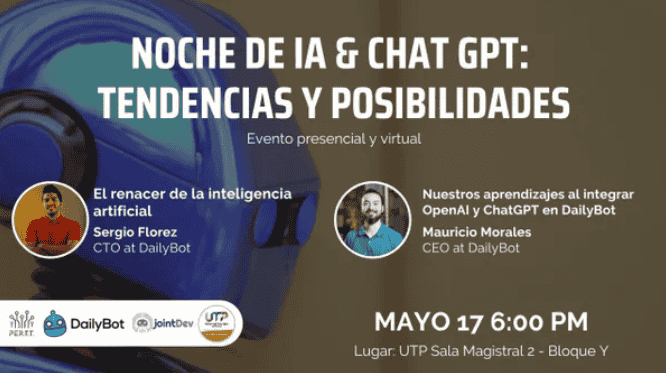 NOCHE DE IA & CHAT GPT:
TENDENCIAS Y POSIBILIDADES
Evento presencial y virtual
El renacer de la inteligencia
artificial
Sergio Florez
CTO at DailyBot
Nuestros aprendizajes al integrar
OpenAI y ChatGPT en DailyBot
Mauricio Morales
CEO at DailyBot
DailyBot
jointDev
UTP
MAYO 17 6:00 PM
Lugar: UTP Sala Magistral 2 - Bloque Y